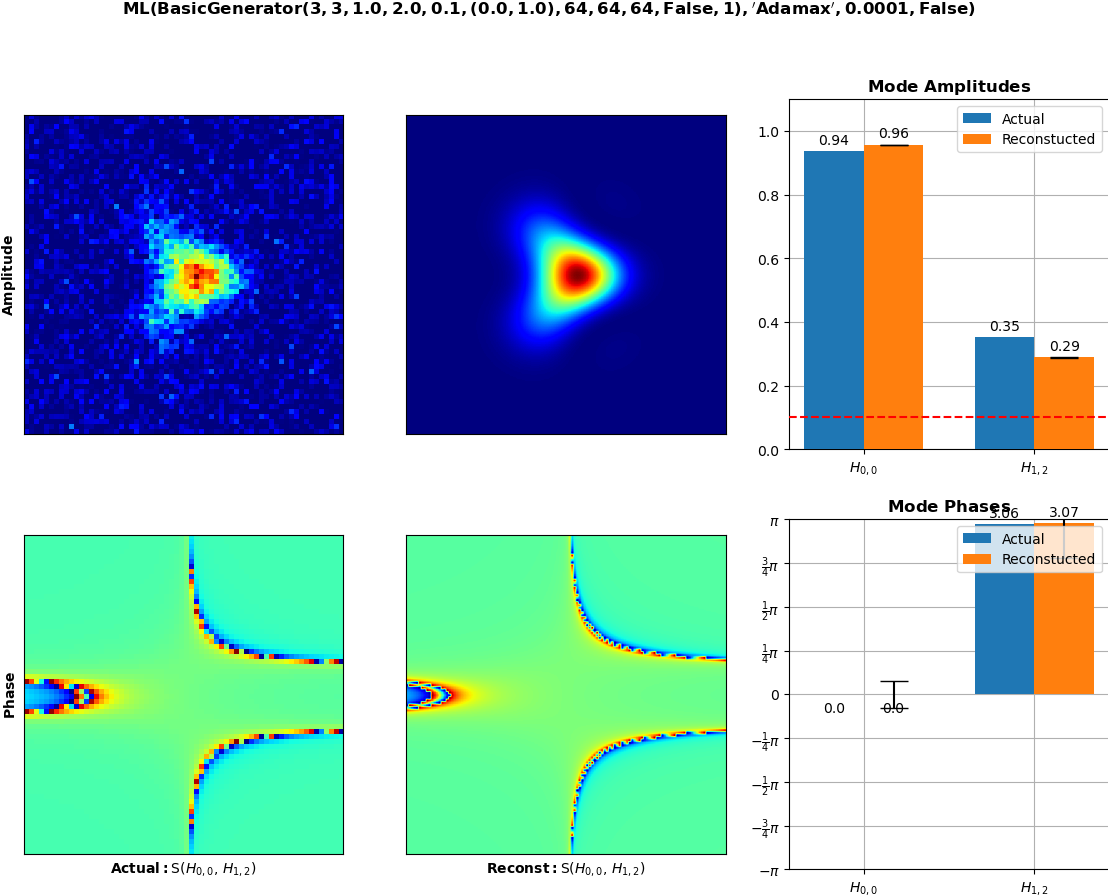 ML(BasicGenerator(3, 3, 1.0, 2.0, 0.1, (0.0, 1.0), 64, 64, 64, False, 1), ′Adamax′, 0.0001, False)
Amplitude
Mode Amplitudes
Actual
Reconstucted
0.94
0.96
0.35
0.29
1.0
0.8
0.6
0.4
0.2
0.0
H0,0
H1,2
Phase
Actual: S(H0,0, H1,2)
Reconst: S(H0,0, H1,2)
Mode Phases
3.06
3.07
Actual
Reconstucted
0.0
0.0
π
3/4π
1/2π
1/4π
0
−1/4π
−1/2π
−3/4π
−π
H0,0
H1,2